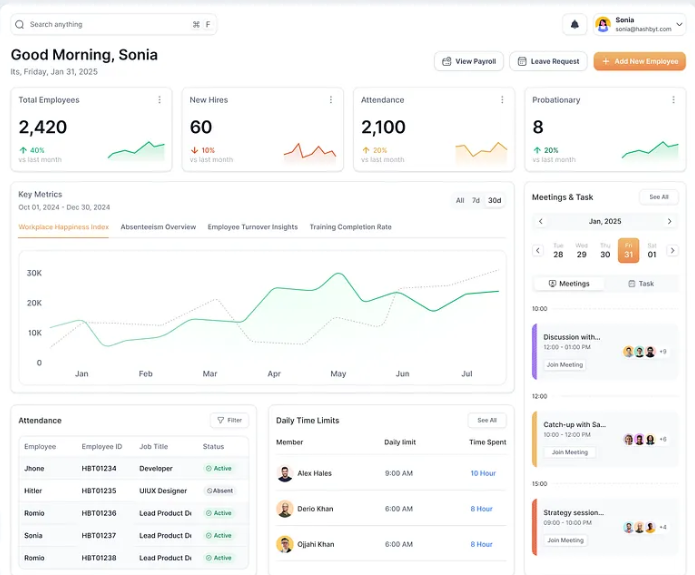 Search anything ⌘ F
Sonia
sonia@hashbyt.com
Good Morning, Sonia
Its, Friday, Jan 31, 2025
View Payroll Leave Request + Add New Employee
Total Employees
2,420
40%
vs last month
New Hires
60
10%
vs last month
Attendance
2,100
20%
vs last month
Probationary
8
20%
vs last month
Key Metrics
Oct 01, 2024 - Dec 30, 2024
All 7d 30d
Workplace Happiness Index Absenteeism Overview Employee Turnover Insights Training Completion Rate
30K
20K
10K
0
Jan Feb Mar Apr May Jun Jul
Meetings & Task See All
Jan, 2025
Tue Wed Thu Fri Sat
28 29 30 31 01
Meetings Task
10:00
Discussion with...
12:00 - 01:00 PM
+9
Join Meeting
12:00
Catch-up with Sa...
10:00 - 12:00 PM
+6
Join Meeting
15:00
Strategy session...
09:00 - 10:00 PM
+4
Join Meeting
Attendance Filter
Employee Employee ID Job Title Status
Jhone HBT01234 Developer Active
Hitler HBT01235 UIUX Designer Absent
Romio HBT01236 Lead Product De Active
Sonia HBT01237 Lead Product De Active
Romio HBT01238 Lead Product De Active
Daily Time Limits See All
Member Daily limit Time Spent
Alex Hales 9:00 AM 10 Hour
Derio Khan 6:00 AM 8 Hour
Ojjahi Khan 6:00 AM 8 Hour